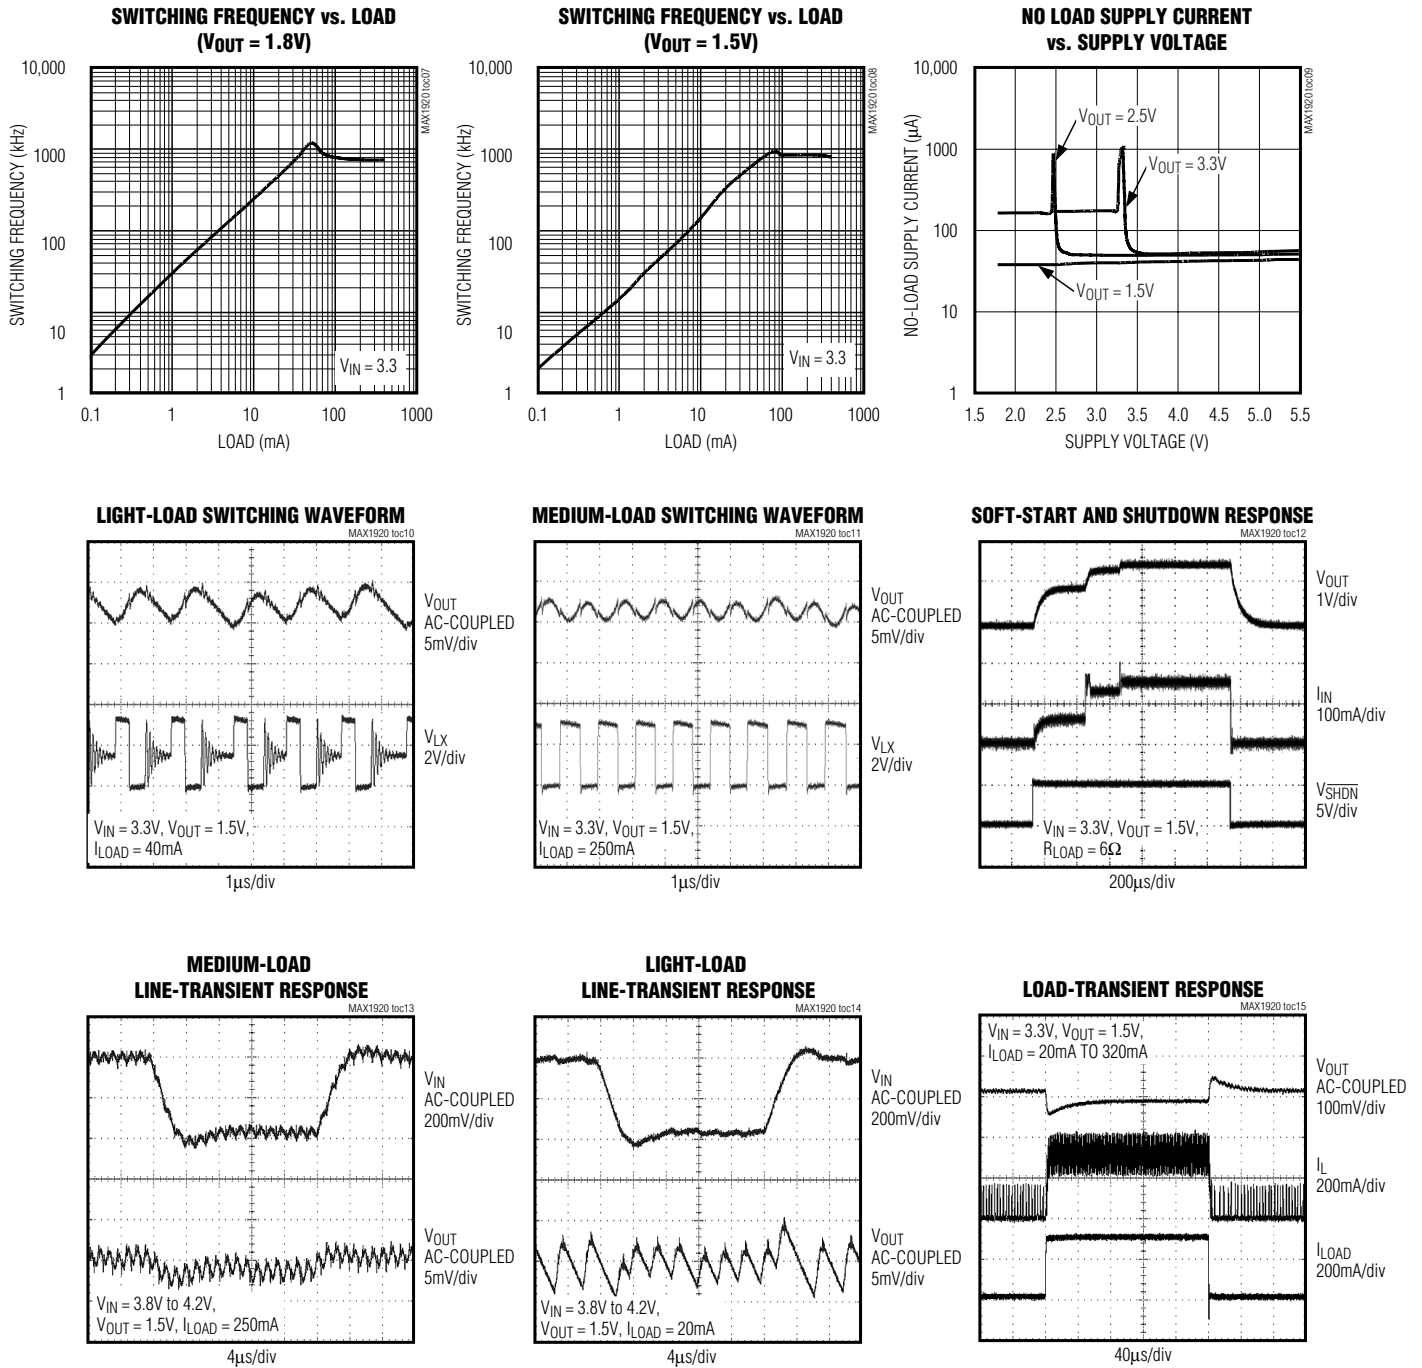 SWITCHING FREQUENCY vs. LOAD
(VOUT = 1.8V)
MAX1920 toc07
SWITCHING FREQUENCY (kHz)
10,000
1000
100
10
1
VIN = 3.3
0.1 1 10 100 1000
LOAD (mA)
SWITCHING FREQUENCY vs. LOAD
(VOUT = 1.5V)
MAX1920 toc08
SWITCHING FREQUENCY (kHz)
10,000
1000
100
10
1
VIN = 3.3
0.1 1 10 100 1000
LOAD (mA)
NO LOAD SUPPLY CURRENT
vs. SUPPLY VOLTAGE
MAX1920 toc09
NO-LOAD SUPPLY CURRENT (μA)
10,000
1000
100
10
1
VOUT = 2.5V
VOUT = 3.3V
VOUT = 1.5V
1.5 2.0 2.5 3.0 3.5 4.0 4.5 5..0 5.5
SUPPLY VOLTAGE (V)
LIGHT-LOAD SWITCHING WAVEFORM
MAX1920 toc10
VOUT
AC-COUPLED
5mV/div
VLX
2V/div
VIN = 3.3V, VOUT = 1.5V,
ILOAD = 40mA
1μs/div
MEDIUM-LOAD SWITCHING WAVEFORM
MAX1920 toc11
VOUT
AC-COUPLED
5mV/div
VLX
2V/div
VIN = 3.3V, VOUT = 1.5V,
ILOAD = 250mA
1μs/div
SOFT-START AND SHUTDOWN RESPONSE
MAX1920 toc12
VOUT
1V/div
IIN
100mA/div
VSHDN
5V/div
VIN = 3.3V, VOUT = 1.5V,
RLOAD = 6Ω
200μs/div
MEDIUM-LOAD
LINE-TRANSIENT RESPONSE
MAX1920 toc13
VIN
AC-COUPLED
200mV/div
VOUT
AC-COUPLED
5mV/div
VIN = 3.8V to 4.2V,
VOUT = 1.5V, ILOAD = 250mA
4μs/div
LIGHT-LOAD
LINE-TRANSIENT RESPONSE
MAX1920 toc14
VIN
AC-COUPLED
200mV/div
VOUT
AC-COUPLED
5mV/div
VIN = 3.8V to 4.2V,
VOUT = 1.5V, ILOAD = 20mA
4μs/div
LOAD-TRANSIENT RESPONSE
MAX1920 toc15
VIN = 3.3V, VOUT = 1.5V,
ILOAD = 20mA TO 320mA
VOUT
AC-COUPLED
100mV/div
IL
200mA/div
ILOAD
200mA/div
40μs/div